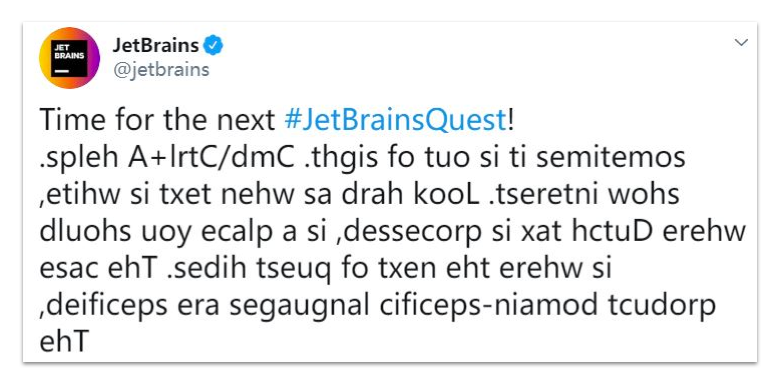 JET
BRAINS
JetBrains
@jetbrains
Time for the next #JetBrainsQuest!
.spleh A+lrtC/dmC .thgis fo tuo si ti semitemos
,etihw si txet nehw sa drah kooL .tseretni wohs
dluohs uoy ecalp a si ,dessecorp si xat hctuD erehw
esac ehT .sedih tseuq fo txen eht erehw si
,deificeps era segaugnal cificeps-niamod tcudorp
ehT